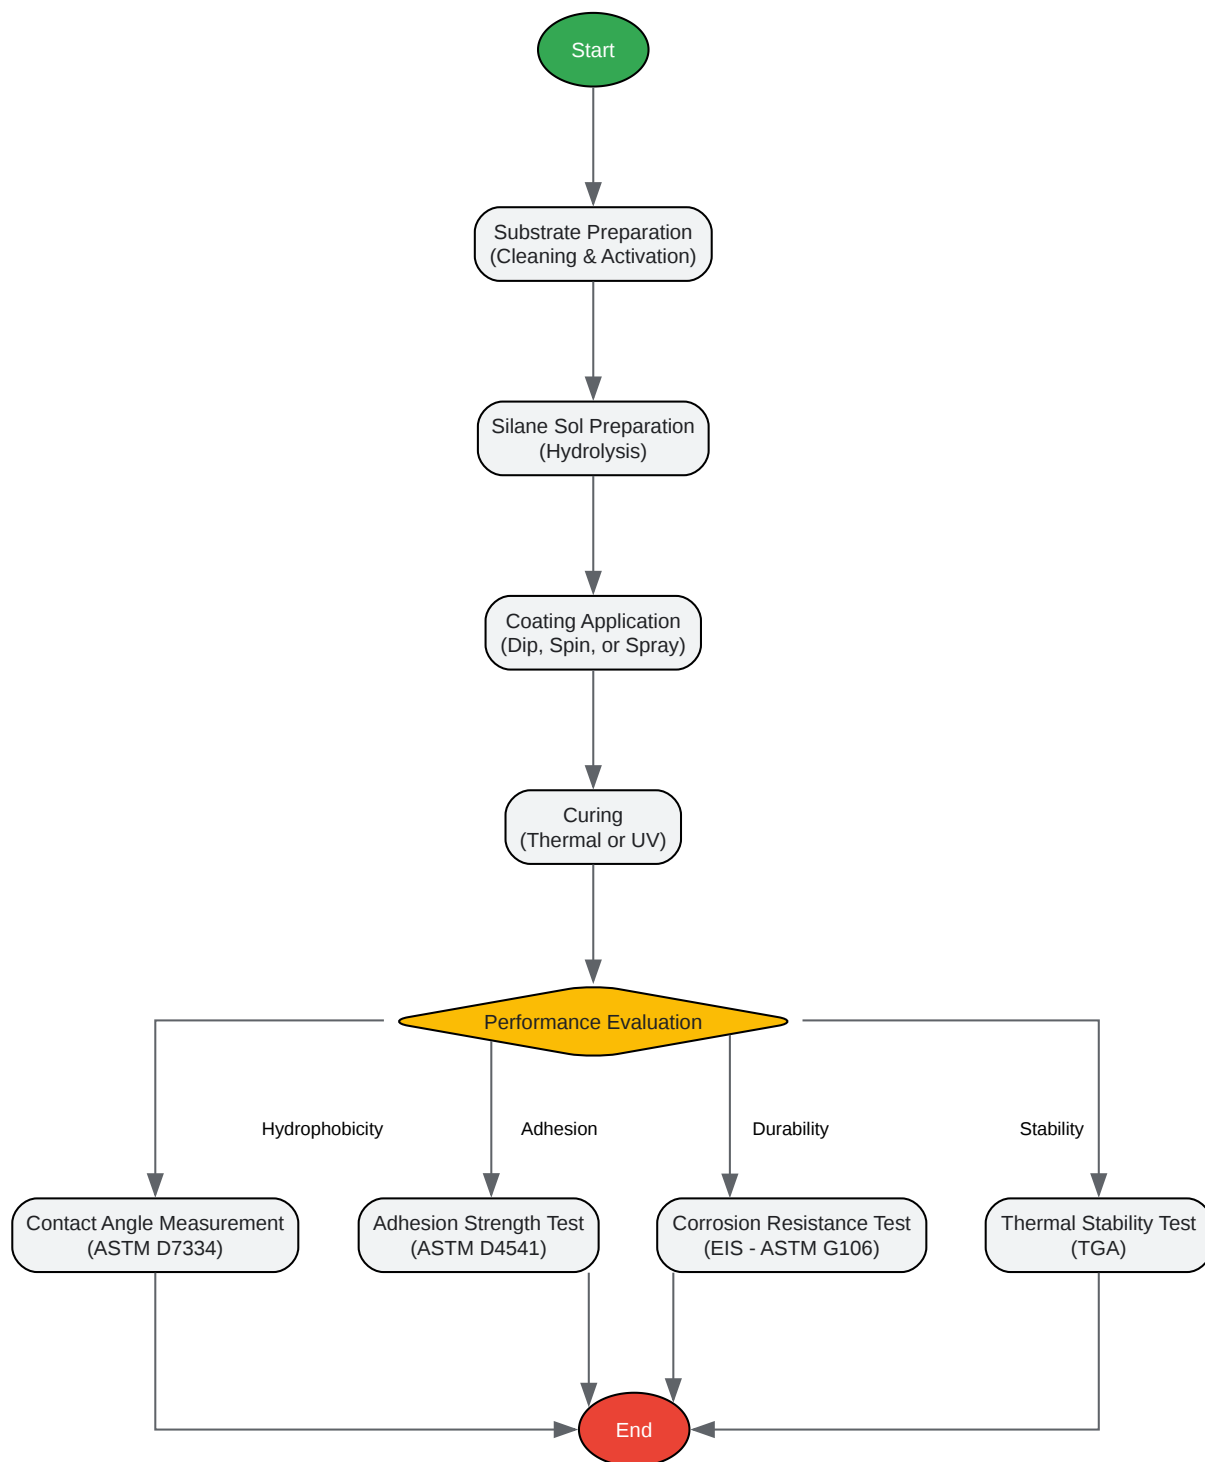 Start
Substrate Preparation
(Cleaning & Activation)
Silane Sol Preparation
(Hydrolysis)
Coating Application
(Dip, Spin, or Spray)
Curing
(Thermal or UV)
Performance Evaluation
Hydrophobicity
Adhesion
Durability
Stability
Contact Angle Measurement
(ASTM D7334)
Adhesion Strength Test
(ASTM D4541)
Corrosion Resistance Test
(EIS - ASTM G106)
Thermal Stability Test
(TGA)
End